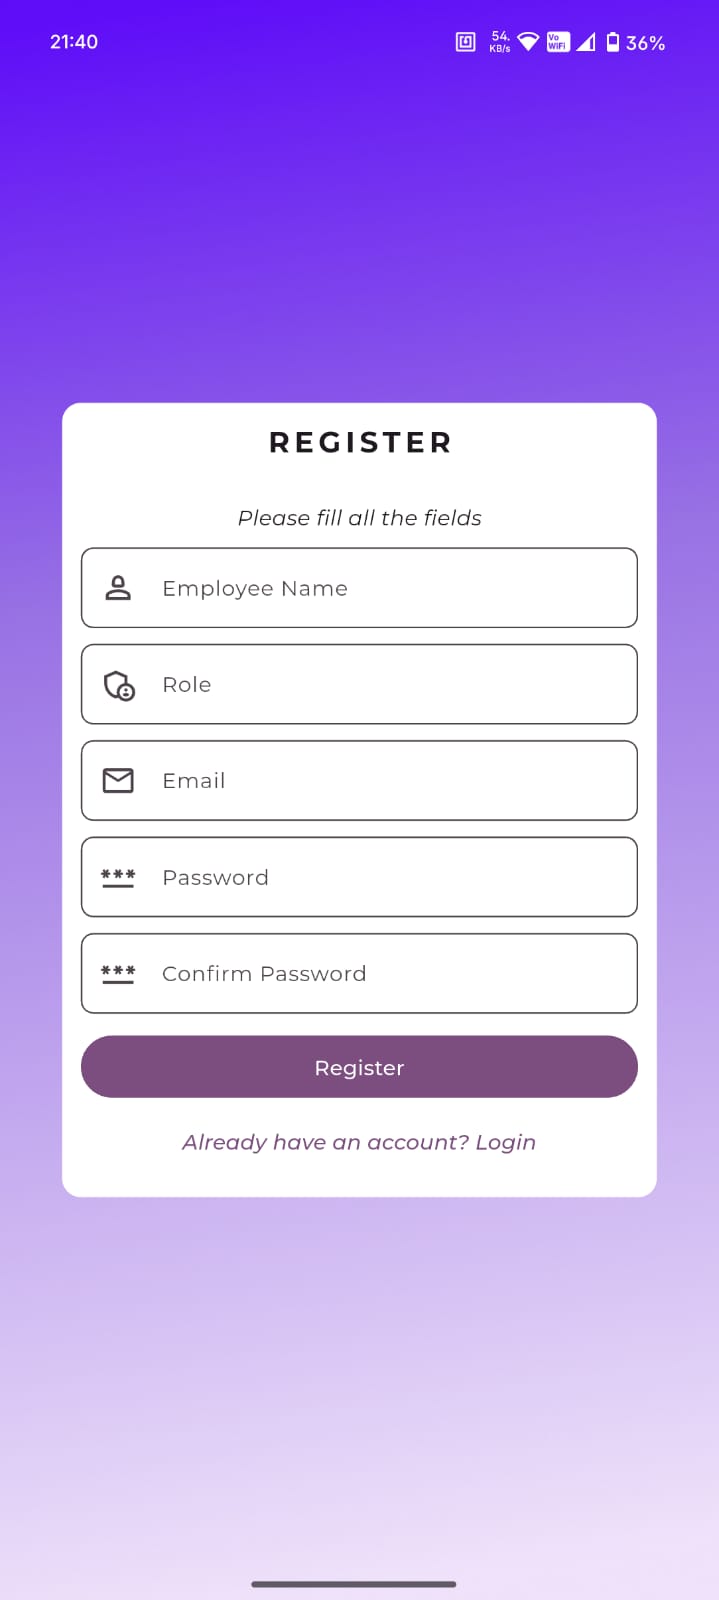 21:40
54.
KB/s
Vo
WiFi
36%
REGISTER
Please fill all the fields
Employee Name
Role
Email
*** Password
*** Confirm Password
Register
Already have an account? Login